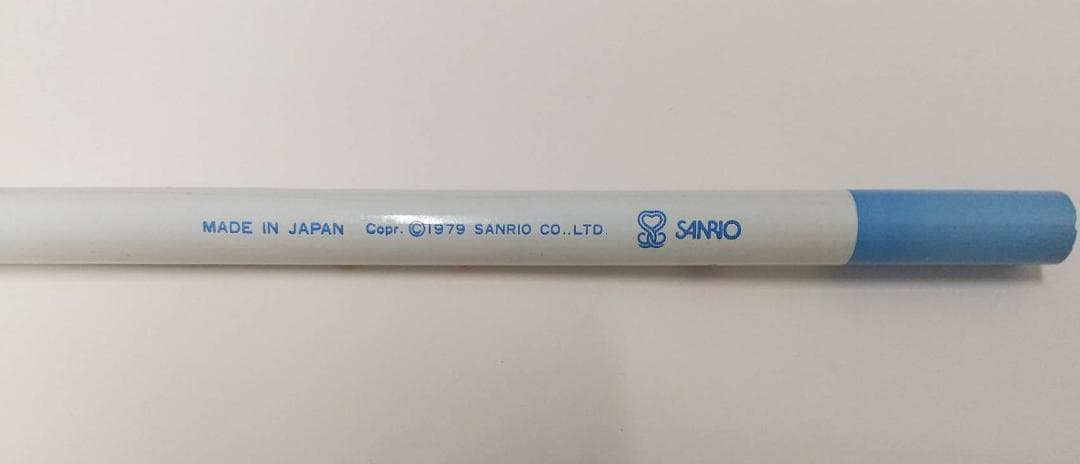 MADE IN JAPAN Copr. ©1979 SANRIO CO.,LTD. SANRIO